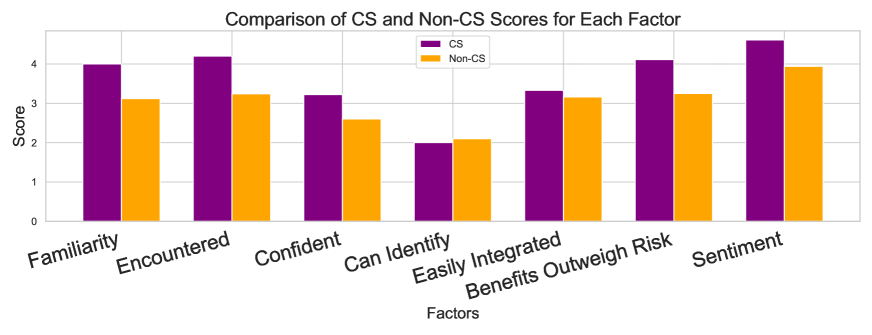 Comparison of CS and Non-CS Scores for Each Factor
CS
Non-CS
Score
4
3
2
1
0
Familiarity
Encountered
Confident
Can Identify
Easily Integrated
Benefits Outweigh Risk
Sentiment
Factors